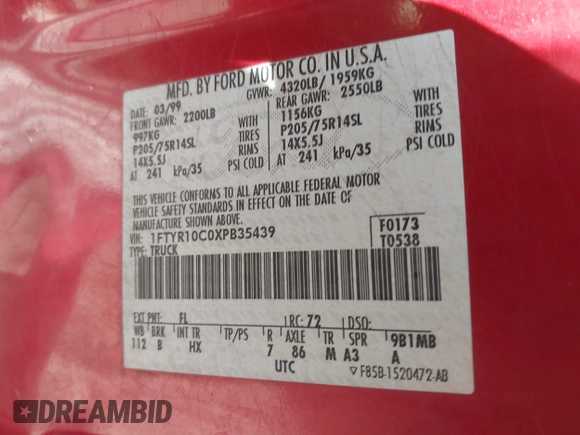 MFD. BY FORD MOTOR CO. IN U.S.A.
DATE: 03/99 GVWR: 4320LB/ 1959KG
FRONT GAWR: 2200LB REAR GAWR: 2550LB
997KG 1156KG
P205/75R14SL TIRES P205/75R14SL TIRES
14X5.5J RIMS 14X5.5J RIMS
AT 241 kPa/35 PSI COLD AT 241 kPa/35 PSI COLD
THIS VEHICLE CONFORMS TO ALL APPLICABLE FEDERAL MOTOR
VEHICLE SAFETY STANDARDS IN EFFECT ON THE DATE OF
MANUFACTURE SHOWN ABOVE.
VIN: 1FTYR10C0XPB35439 F0173
TYPE: TRUCK T0538
EXT PNT: FL RC: 72 DSO:
WB BRK INT TR TP/PS R AXLE TR SPR 9B1MB
112 B HX 7 86 M A3 A
UTC ▽ F85B-1520472-AB
DREAMBID